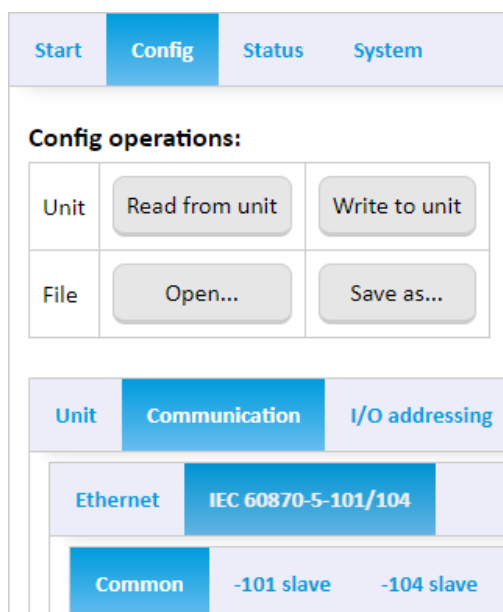 Start Config Status System
Config operations:
Unit Read from unit Write to unit
File Open... Save as...
Unit Communication I/O addressing
Ethernet IEC 60870-5-101/104
Common -101 slave -104 slave